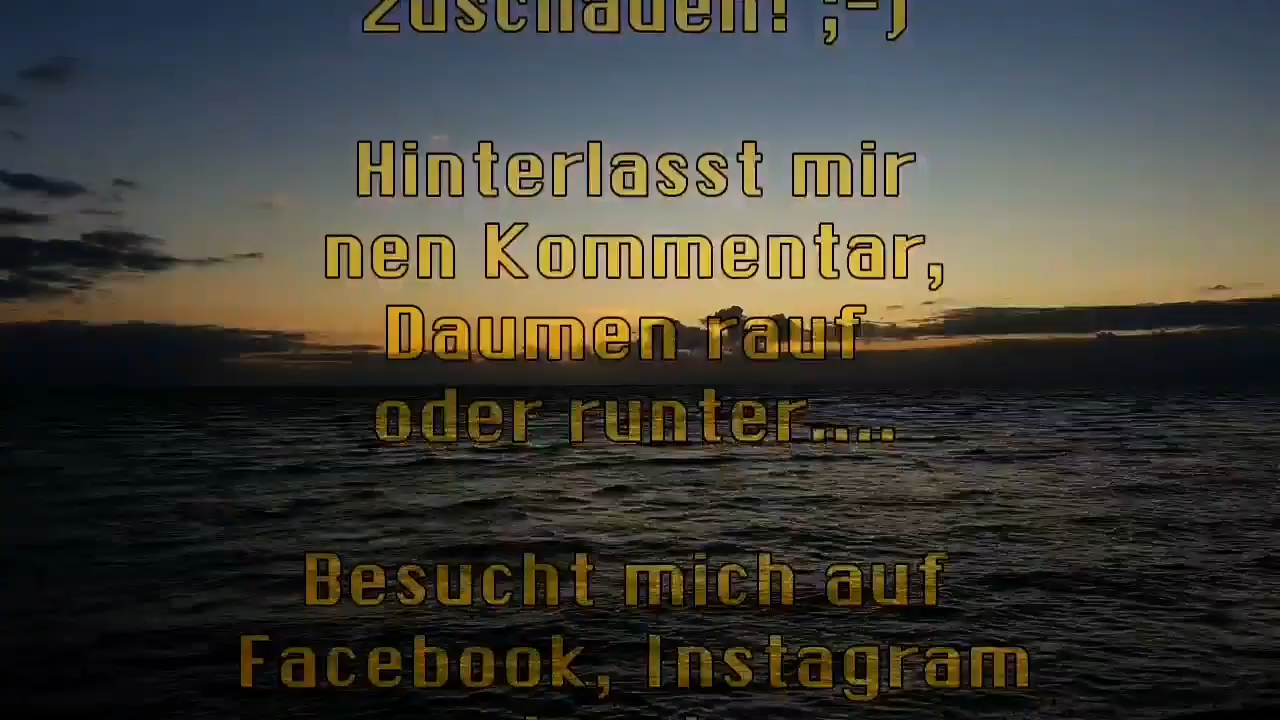 zuschauen! ;-)
Hinterlasst mir
nen Kommentar,
Daumen rauf
oder runter.....
Besucht mich auf
Facebook, Instagram